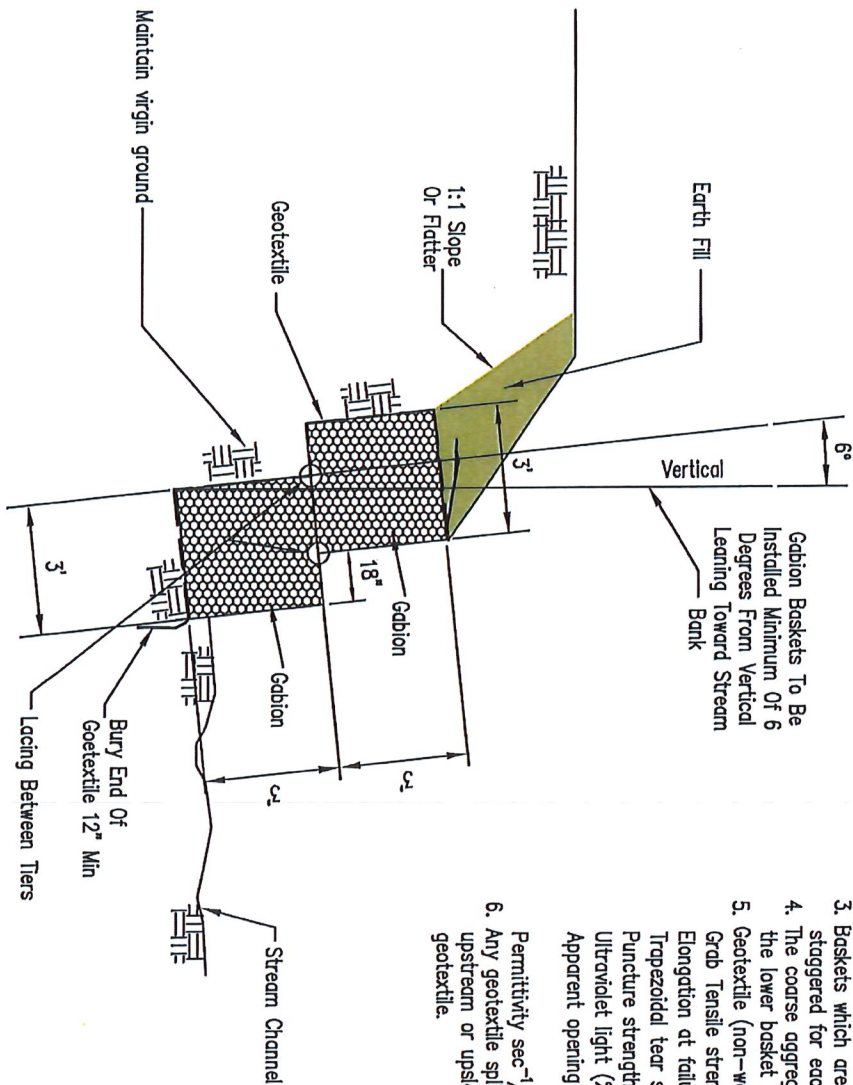 Earth Fill
1:1 Slope
Or Flatter
Geotextile
Maintain virgin ground
6°
Vertical
Gabion Baskets To Be
Installed Minimum Of 6
Degrees From Vertical
Leaning Toward Stream
Bank
3'
18"
Gabion
Gabion
3'
3'
3'
Bury End Of
Goetextile 12" Min
Lacing Between Tiers
Stream Channel
3. Baskets which are
staggered for eac
4. The coarse aggre
the lower basket
5. Geotextile (non-w
Grab Tensile stren
Elongation at fail
Trapezoidal tear s
Puncture strength
Ultraviolet light (
Apparent opening
Permittivity sec⁻¹
6. Any geotextile spl
upstream or upsl
geotextile.